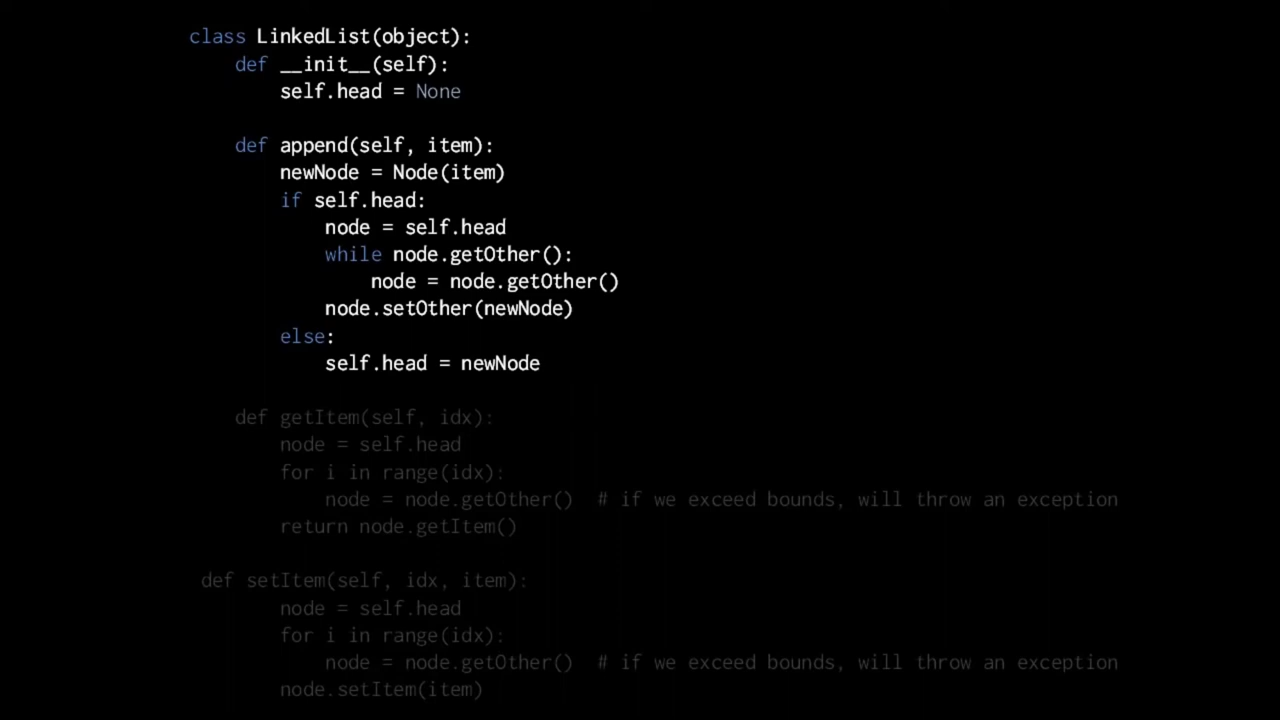 class LinkedList(object):
    def __init__(self):
        self.head = None

    def append(self, item):
        newNode = Node(item)
        if self.head:
            node = self.head
            while node.getOther():
                node = node.getOther()
            node.setOther(newNode)
        else:
            self.head = newNode

    def getItem(self, idx):
        node = self.head
        for i in range(idx):
            node = node.getOther()  # if we exceed bounds, will throw an exception
        return node.getItem()

 def setItem(self, idx, item):
        node = self.head
        for i in range(idx):
            node = node.getOther()  # if we exceed bounds, will throw an exception
        node.setItem(item)